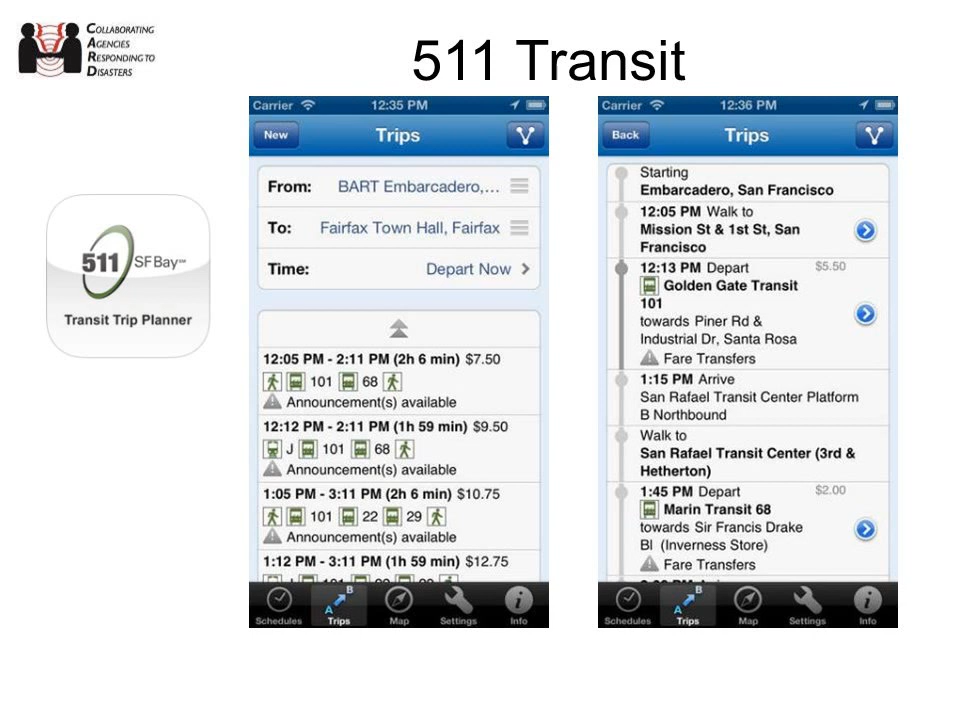 COLLABORATING
AGENCIES
RESPONDING TO
DISASTERS
511 Transit
511 SF Bay℠
Transit Trip Planner
Carrier 12:35 PM
New Trips
From: BART Embarcadero,...
To: Fairfax Town Hall, Fairfax
Time: Depart Now
12:05 PM - 2:11 PM (2h 6 min) $7.50
101 68
Announcement(s) available
12:12 PM - 2:11 PM (1h 59 min) $9.50
J 101 68
Announcement(s) available
1:05 PM - 3:11 PM (2h 6 min) $10.75
101 22 29
Announcement(s) available
1:12 PM - 3:11 PM (1h 59 min) $12.75
A B
Schedules Trips Map Settings Info
Carrier 12:36 PM
Back Trips
Starting
Embarcadero, San Francisco
12:05 PM Walk to
Mission St & 1st St, San
Francisco
12:13 PM Depart $5.50
Golden Gate Transit
101
towards Piner Rd &
Industrial Dr, Santa Rosa
Fare Transfers
1:15 PM Arrive
San Rafael Transit Center Platform
B Northbound
Walk to
San Rafael Transit Center (3rd &
Hetherton)
1:45 PM Depart $2.00
Marin Transit 68
towards Sir Francis Drake
Bl (Inverness Store)
Fare Transfers
A B
Schedules Trips Map Settings Info